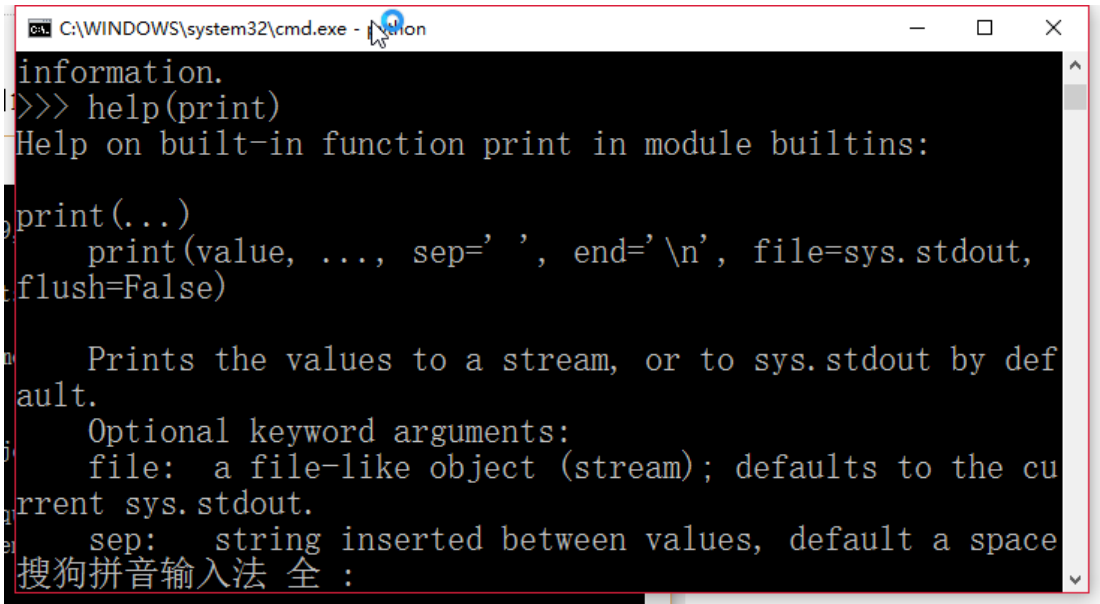 C:\WINDOWS\system32\cmd.exe - python
information.
>>> help(print)
Help on built-in function print in module builtins:
print(...)
print(value, ..., sep=' ', end='\n', file=sys.stdout,
flush=False)
Prints the values to a stream, or to sys.stdout by def
ault.
Optional keyword arguments:
file:  a file-like object (stream); defaults to the cu
rrent sys.stdout.
sep:   string inserted between values, default a space
搜狗拼音输入法 全 :